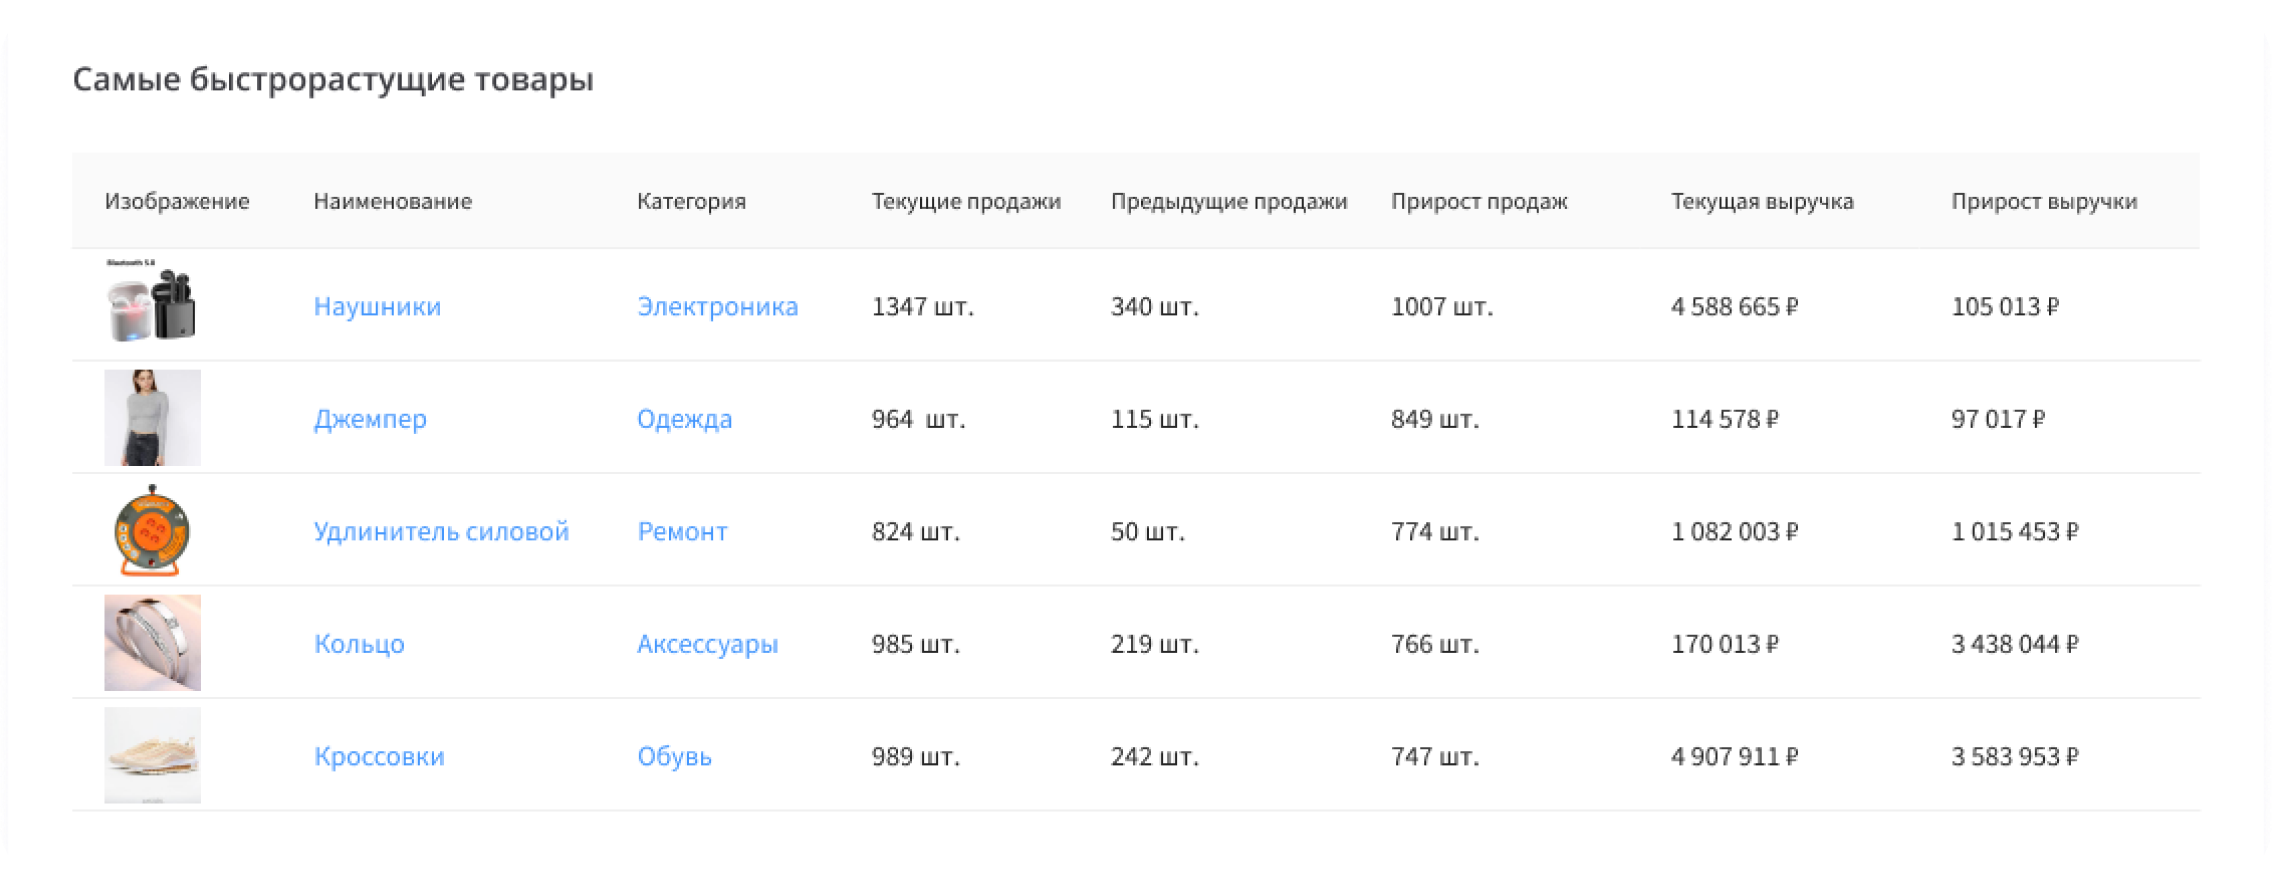 Самые быстрорастущие товары
Изображение Наименование Категория Текущие продажи Предыдущие продажи Прирост продаж Текущая выручка Прирост выручки
Bluetooth 5.0
Наушники Электроника 1347 шт. 340 шт. 1007 шт. 4 588 665 ₽ 105 013 ₽
Джемпер Одежда 964 шт. 115 шт. 849 шт. 114 578 ₽ 97 017 ₽
Удлинитель силовой Ремонт 824 шт. 50 шт. 774 шт. 1 082 003 ₽ 1 015 453 ₽
Кольцо Аксессуары 985 шт. 219 шт. 766 шт. 170 013 ₽ 3 438 044 ₽
Кроссовки Обувь 989 шт. 242 шт. 747 шт. 4 907 911 ₽ 3 583 953 ₽